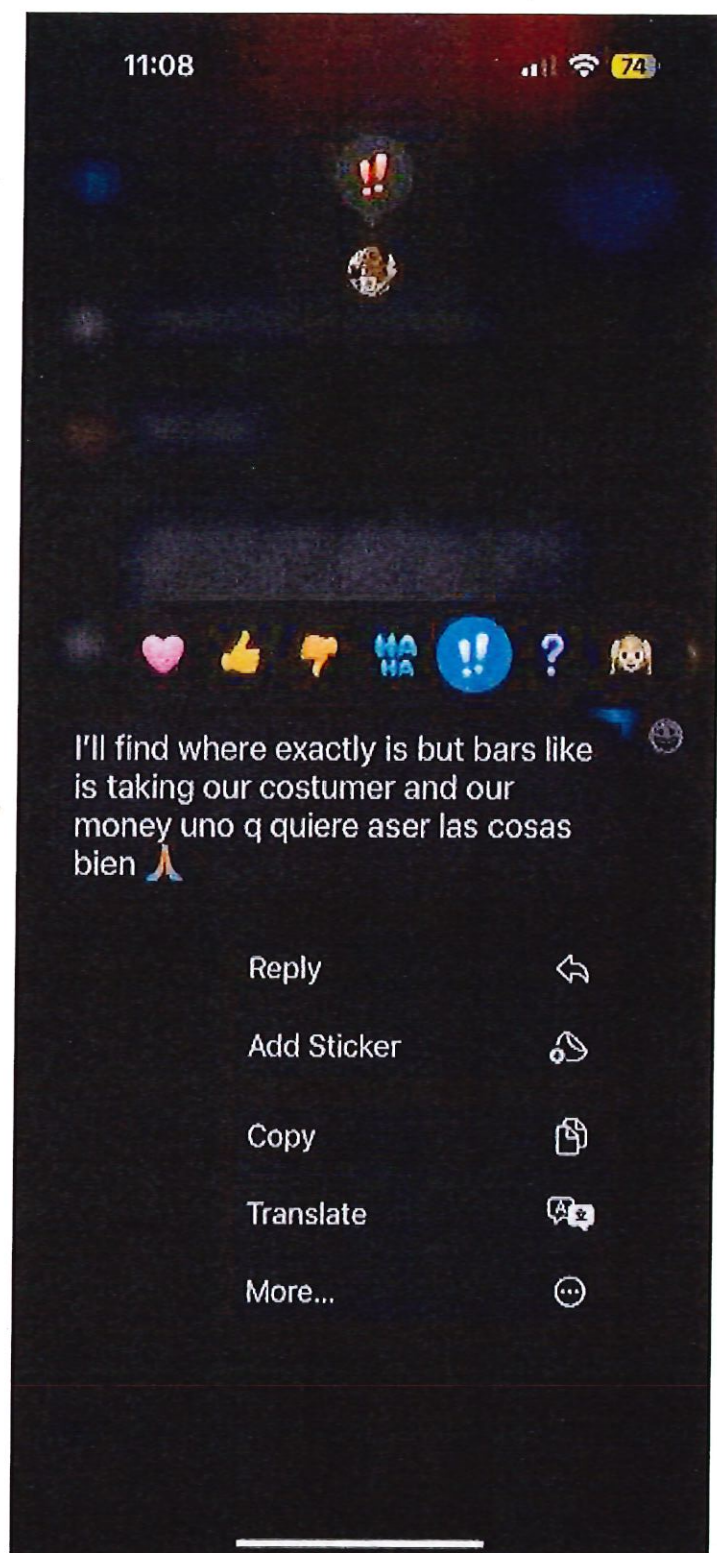 11:08
74
!!
HA HA !! ?
I'll find where exactly is but bars like
is taking our costumer and our
money uno q quiere aser las cosas
bien 🙏
Reply
Add Sticker
Copy
Translate
More...